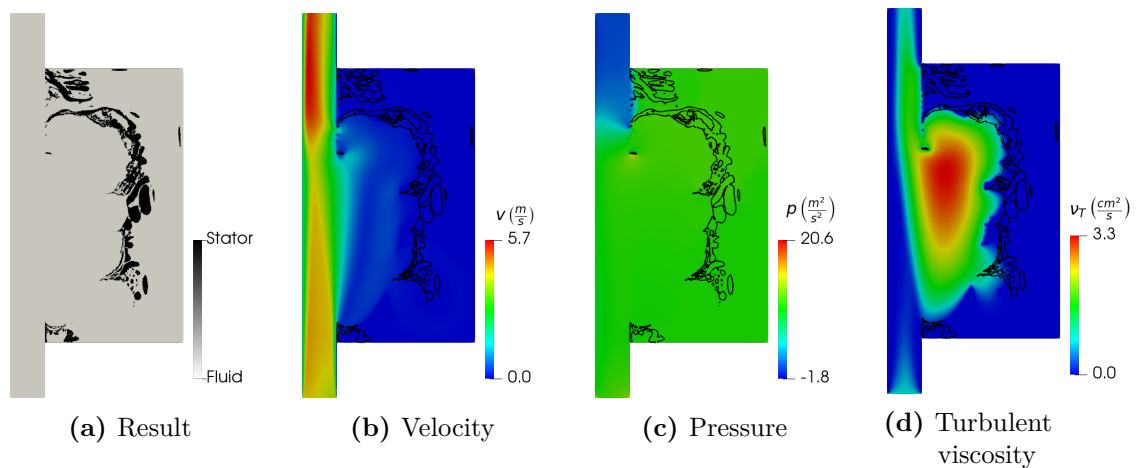 Stator
Fluid
v (m/s)
5.7
0.0
p (m²/s²)
20.6
-1.8
ν_T (cm²/s)
3.3
0.0
(a) Result
(b) Velocity
(c) Pressure
(d) Turbulent
viscosity